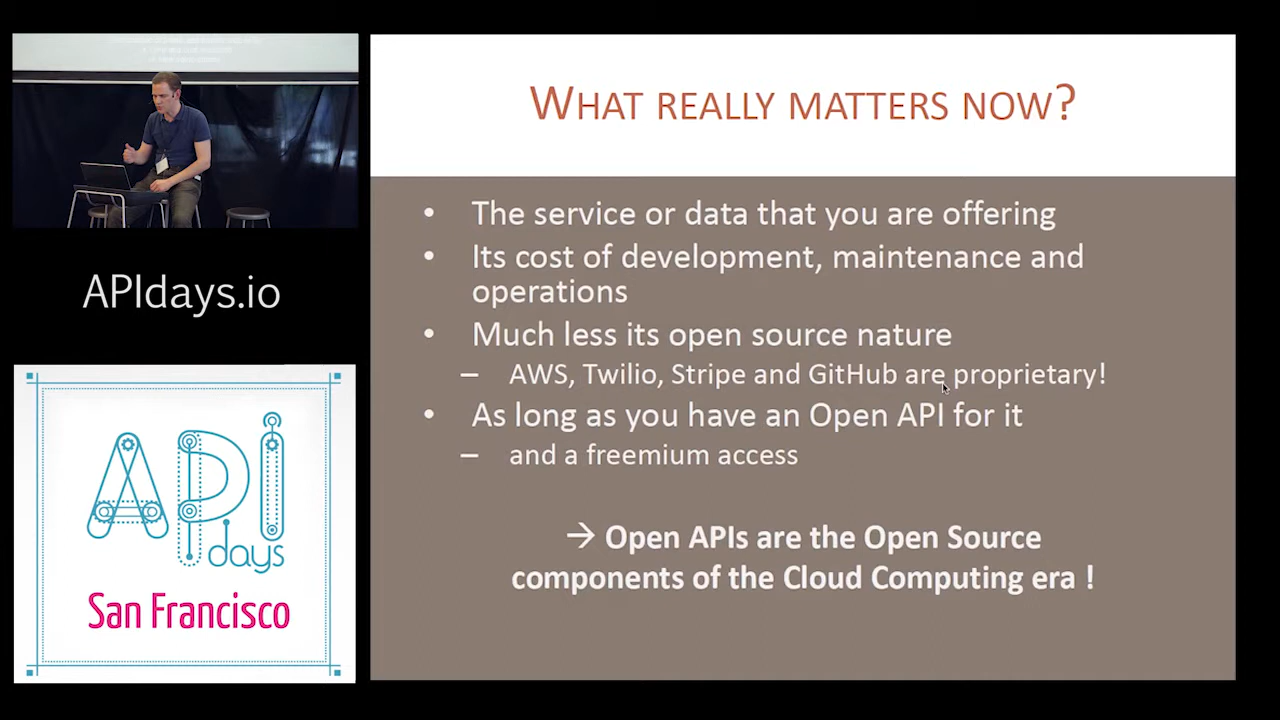 APIdays.io
API
days
San Francisco
WHAT REALLY MATTERS NOW?
• The service or data that you are offering
• Its cost of development, maintenance and
operations
• Much less its open source nature
– AWS, Twilio, Stripe and GitHub are proprietary!
• As long as you have an Open API for it
– and a freemium access
→ Open APIs are the Open Source
components of the Cloud Computing era !